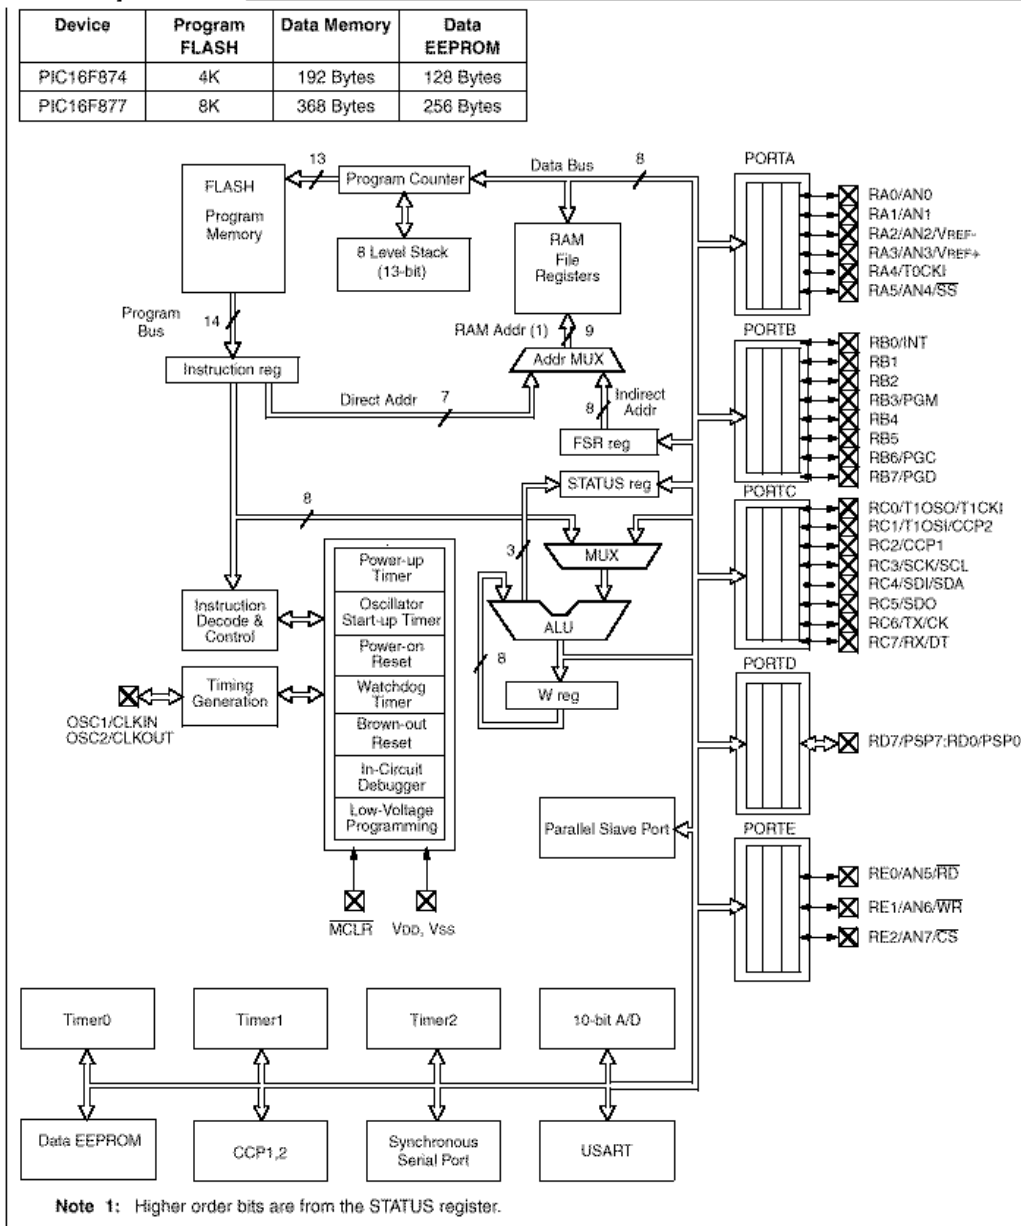 Device Program FLASH Data Memory Data EEPROM
PIC16F874 4K 192 Bytes 128 Bytes
PIC16F877 8K 368 Bytes 256 Bytes
FLASH
Program
Memory
13
Program Counter
Data Bus
8
8 Level Stack
(13-bit)
RAM
File
Registers
Program
Bus
14
RAM Addr (1)
9
Addr MUX
Instruction reg
Direct Addr
7
8
Indirect
Addr
FSR reg
STATUS reg
8
3
MUX
ALU
8
W reg
Power-up
Timer
Oscillator
Start-up Timer
Power-on
Reset
Watchdog
Timer
Brown-out
Reset
In-Circuit
Debugger
Low-Voltage
Programming
Instruction
Decode &
Control
Timing
Generation
OSC1/CLKIN
OSC2/CLKOUT
MCLR
VDD, VSS
Parallel Slave Port
PORTA
RA0/AN0
RA1/AN1
RA2/AN2/VREF-
RA3/AN3/VREF+
RA4/T0CKI
RA5/AN4/SS
PORTB
RB0/INT
RB1
RB2
RB3/PGM
RB4
RB5
RB6/PGC
RB7/PGD
PORTC
RC0/T1OSO/T1CKI
RC1/T1OSI/CCP2
RC2/CCP1
RC3/SCK/SCL
RC4/SDI/SDA
RC5/SDO
RC6/TX/CK
RC7/RX/DT
PORTD
RD7/PSP7:RD0/PSP0
PORTE
RE0/AN5/RD
RE1/AN6/WR
RE2/AN7/CS
Timer0
Timer1
Timer2
10-bit A/D
Data EEPROM
CCP1,2
Synchronous
Serial Port
USART
Note 1: Higher order bits are from the STATUS register.